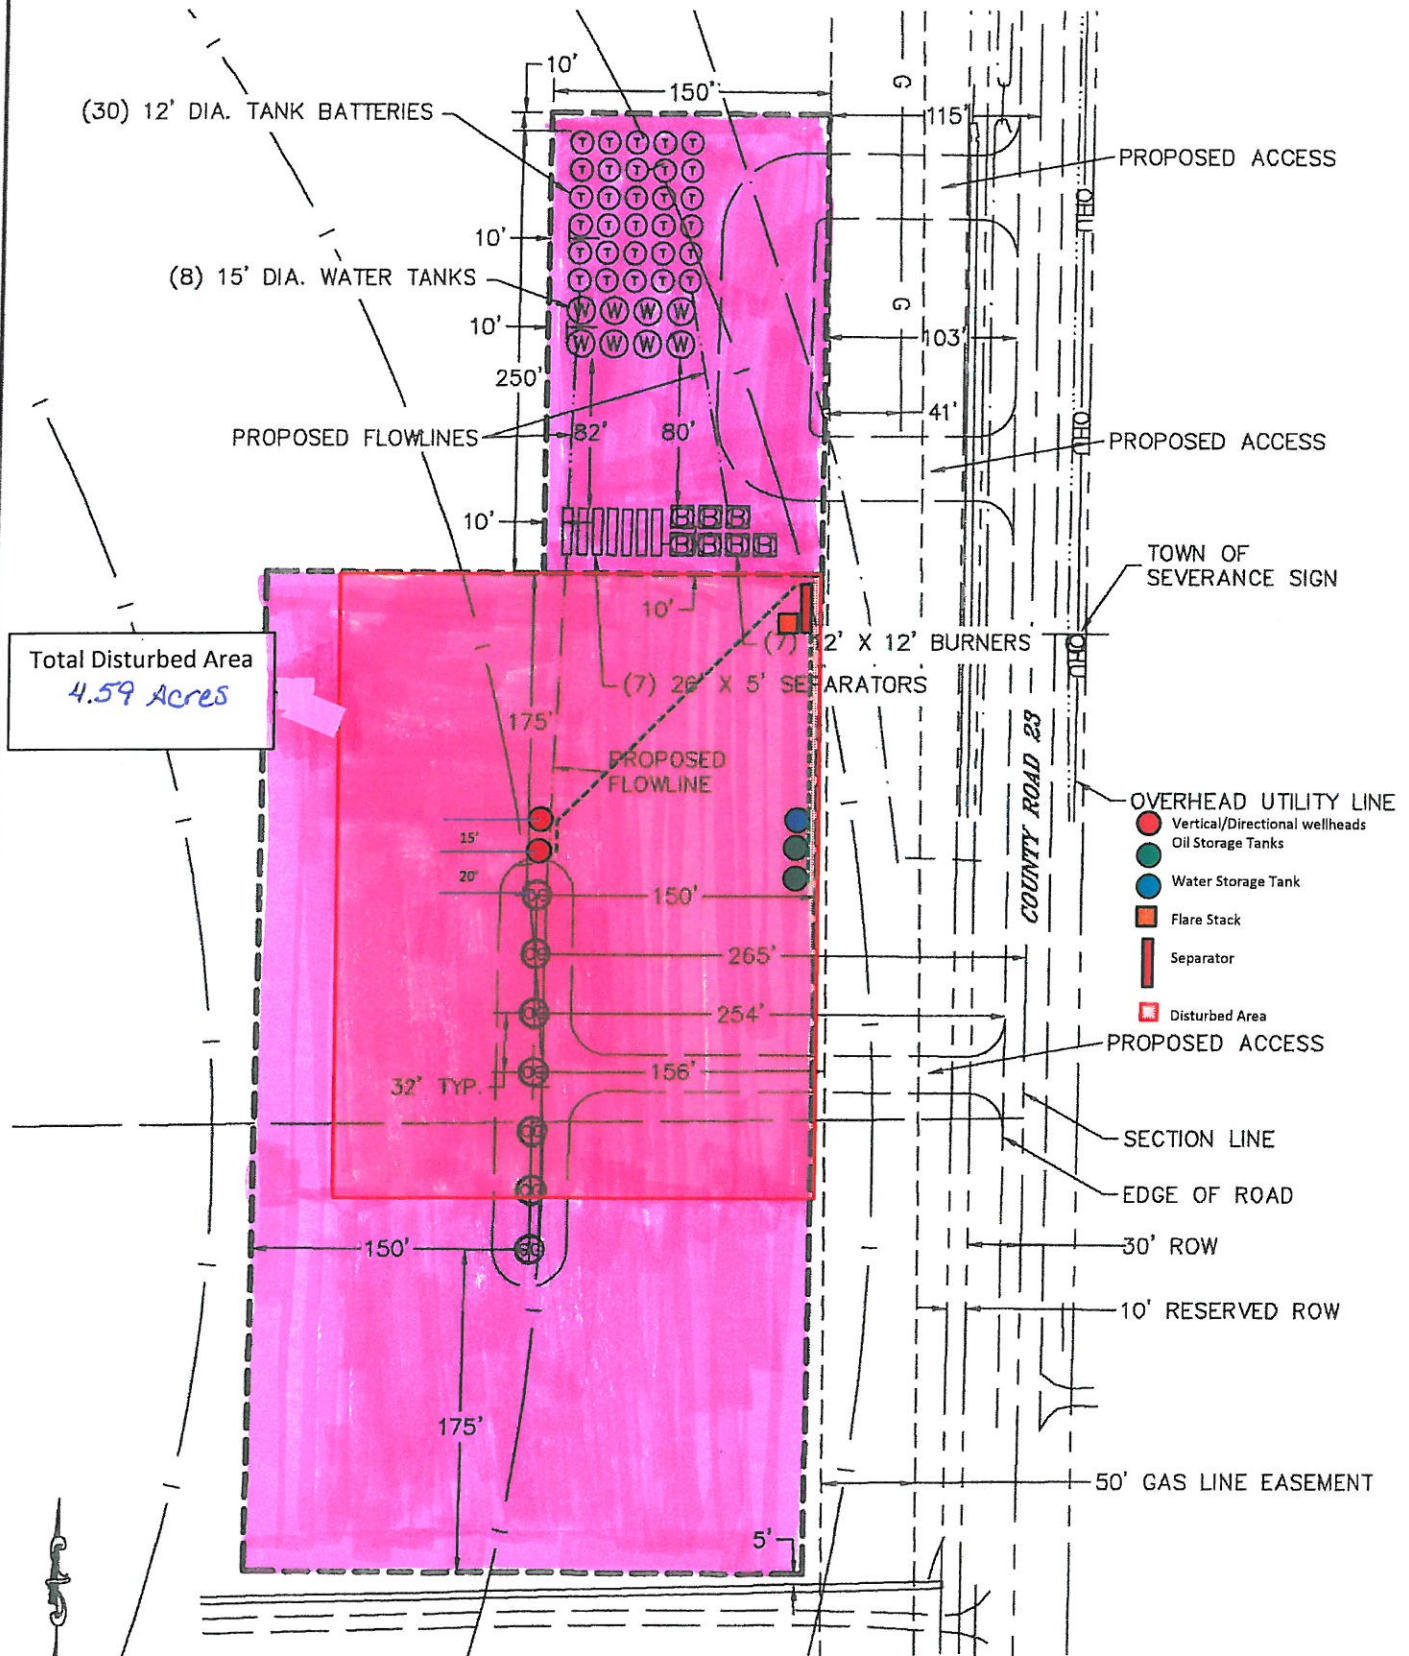 10'
150'
(30) 12' DIA. TANK BATTERIES
115'
G
PROPOSED ACCESS
T T T T T
T T T T T
T T T T T
OHU
T T T T T
10'
T T T T T
(8) 15' DIA. WATER TANKS
T T T T T
G
W W W W
10'
103'
W W W W
250'
41'
PROPOSED FLOWLINES
82'
80'
OHU
PROPOSED ACCESS
10'
B B B
B B B B
TOWN OF
SEVERANCE SIGN
10'
(7) 12' X 12' BURNERS
OHU
Total Disturbed Area
4.59 Acres
(7) 26' X 5' SEPARATORS
175'
PROPOSED
FLOWLINE
COUNTY ROAD 23
OVERHEAD UTILITY LINE
Vertical/Directional wellheads
Oil Storage Tanks
15'
20'
Water Storage Tank
150'
Flare Stack
265'
Separator
254'
Disturbed Area
PROPOSED ACCESS
156'
32' TYP.
SECTION LINE
EDGE OF ROAD
150'
30' ROW
10' RESERVED ROW
175'
50' GAS LINE EASEMENT
5'